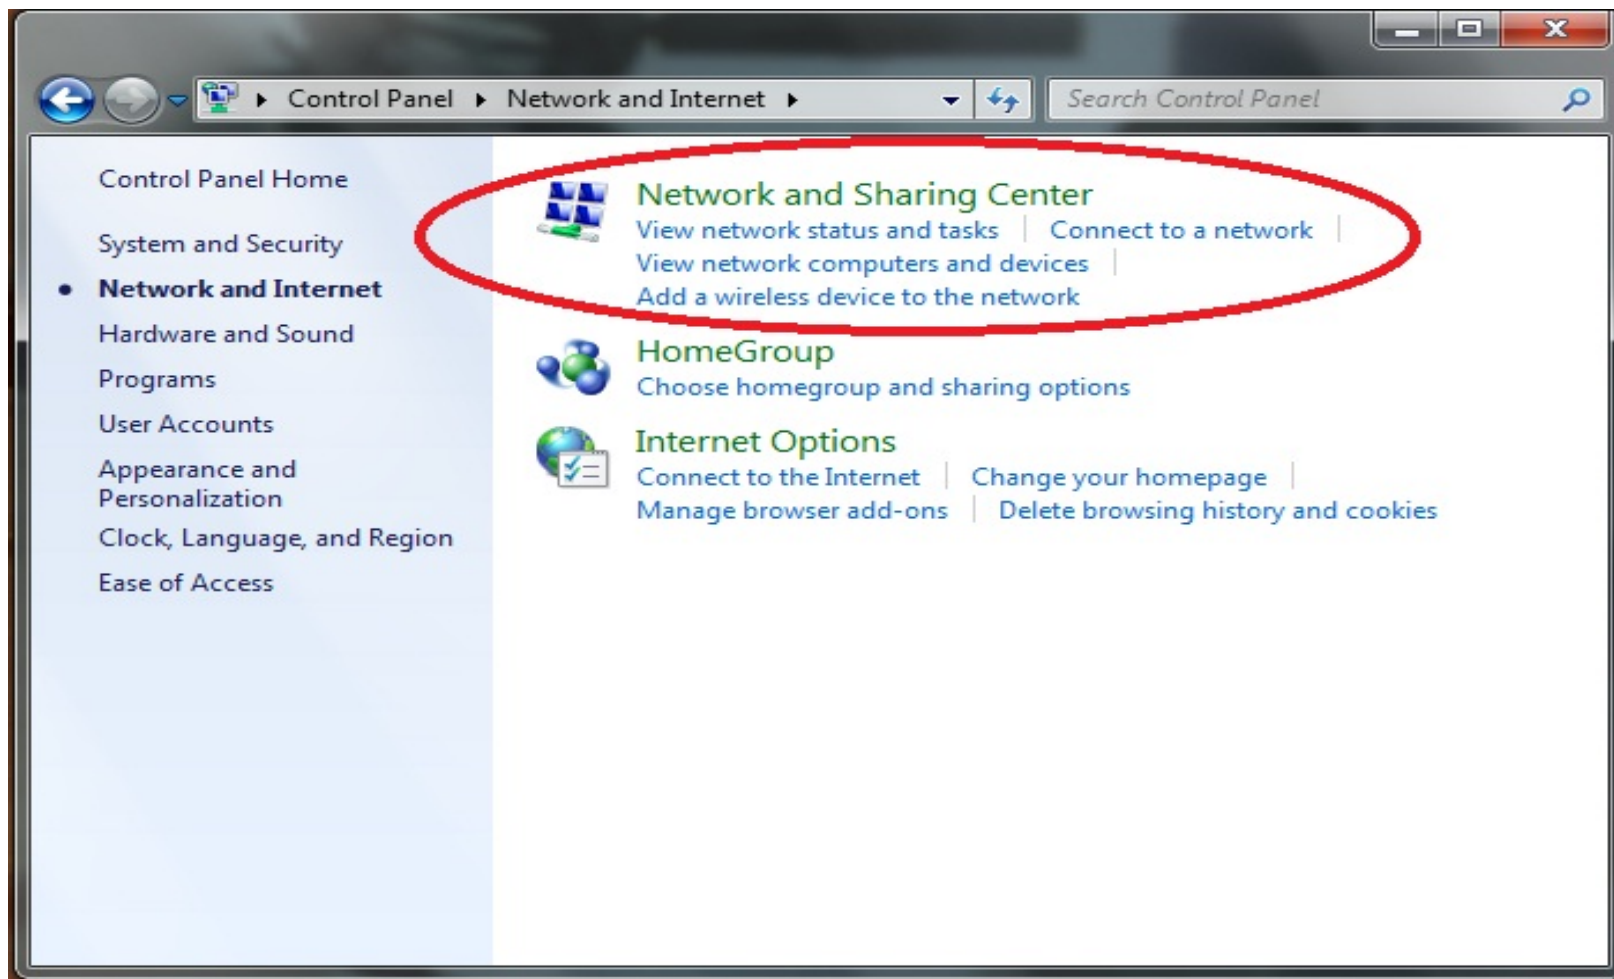 Control Panel Network and Internet
Search Control Panel
Control Panel Home
System and Security
Network and Internet
Hardware and Sound
Programs
User Accounts
Appearance and
Personalization
Clock, Language, and Region
Ease of Access
Network and Sharing Center
View network status and tasks Connect to a network
View network computers and devices
Add a wireless device to the network
HomeGroup
Choose homegroup and sharing options
Internet Options
Connect to the Internet Change your homepage
Manage browser add-ons Delete browsing history and cookies